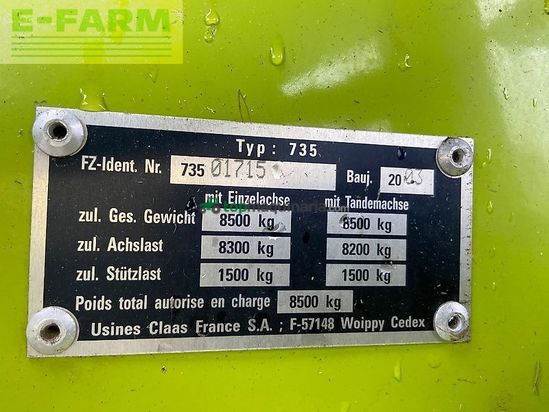 E-FARM
Typ: 735
FZ-Ident. Nr. 735 01715 Bauj. 2003
mit Einzelachse mit Tandemachse
topmaquinaria
zul. Ges. Gewicht 8500 kg 8500 kg
zul. Achslast 8300 kg 8200 kg
zul. Stützlast 1500 kg 1500 kg
Poids total autorise en charge 8500 kg
Usines Claas France S.A. ; F-57148 Woippy Cedex